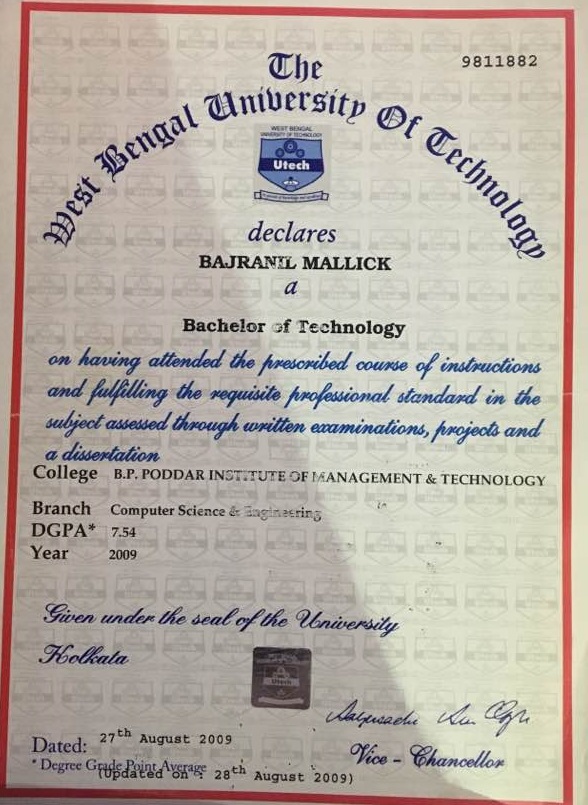 9811882
The
West Bengal University Of Technology
WEST BENGAL
UNIVERSITY OF TECHNOLOGY
Utech
declares
BAJRANIL MALLICK
a
Bachelor of Technology
on having attended the prescribed course of instructions
and fulfilling the requisite professional standard in the
subject assessed through written examinations, projects and
a dissertation
College B.P. PODDAR INSTITUTE OF MANAGEMENT & TECHNOLOGY
Branch Computer Science & Engineering
DGPA* 7.54
Year 2009
Given under the seal of the University
Kolkata
Utech
Dated: 27th August 2009
Vice - Chancellor
* Degree Grade Point Average
(Updated on : 28th August 2009)